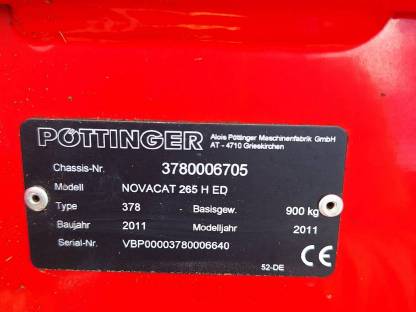 PÖTTINGER Alois Pöttinger Maschinenfabrik GmbH
AT - 4710 Grieskirchen
Chassis-Nr. 3780006705
Modell NOVACAT 265 H ED
Type 378 Basisgew. 900 kg
Baujahr 2011 Modelljahr 2011
Serial-Nr. VBP00003780006640
CE
52-DE